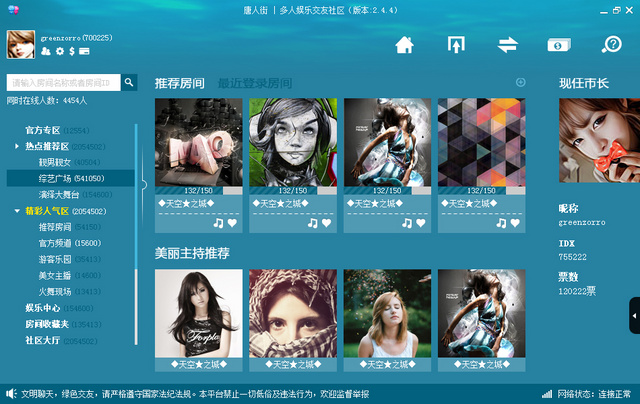 唐人街 | 多人娱乐交友社区 (版本:2.4.4)
greenzorro(700225)
请输入房间名称或者房间ID
同时在线人数: 4454人
官方专区 (12554)
热点推荐区 (2054502)
靓男靓女 (40504)
综艺广场 (541050)
演绎大舞台 (154600)
精彩人气区 (2054502)
推荐房间 (54150)
官方频道 (15600)
游客乐园 (35413)
美女主播 (14600)
火舞现场 (13413)
娱乐中心 (154600)
房间收藏夹 (135413)
社区大厅 (2054502)
推荐房间 最近登录房间
132/150 132/150 132/150 132/150
◆天空★之城◆ ◆天空★之城◆ ◆天空★之城◆ ◆天空★之城◆
美丽主持推荐
◆天空★之城◆ ◆天空★之城◆ ◆天空★之城◆ ◆天空★之城◆
现任市长
昵称
greenzorro
IDX
755222
票数
120222票
文明聊天，绿色交友，请严格遵守国家法纪法规。本平台禁止一切低俗及违法行为，欢迎监督举报
网络状态: 连接正常